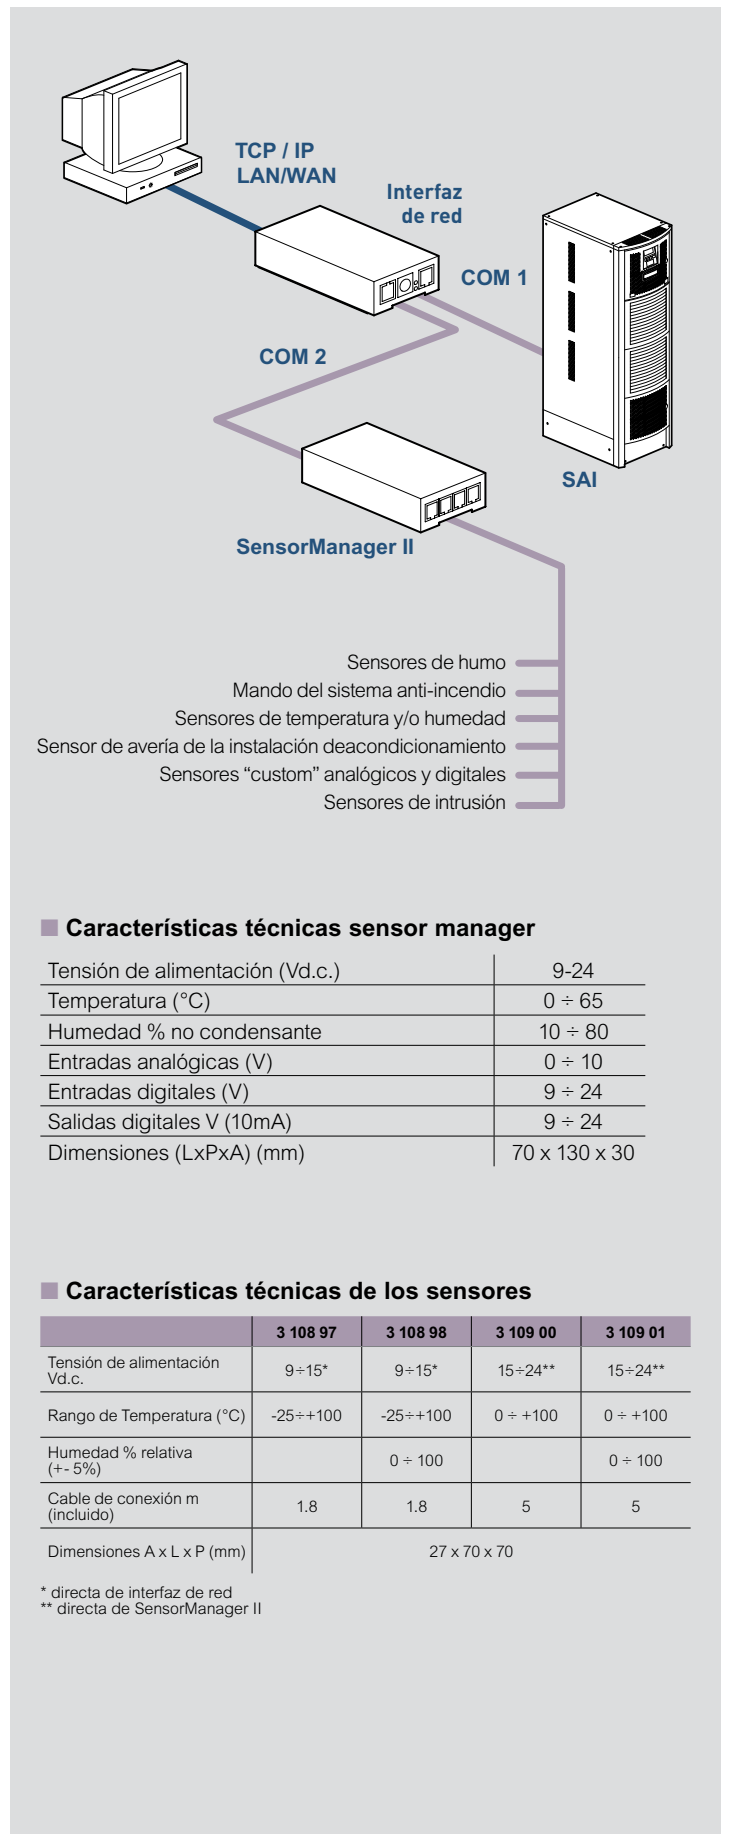 TCP / IP
LAN/WAN
Interfaz
de red
COM 1
COM 2
SAI
SensorManager II
Sensores de humo
Mando del sistema anti-incendio
Sensores de temperatura y/o humedad
Sensor de avería de la instalación deacondicionamiento
Sensores “custom” analógicos y digitales
Sensores de intrusión
Características técnicas sensor manager
Tensión de alimentación (Vd.c.) 9-24
Temperatura (°C) 0 ÷ 65
Humedad % no condensante 10 ÷ 80
Entradas analógicas (V) 0 ÷ 10
Entradas digitales (V) 9 ÷ 24
Salidas digitales V (10mA) 9 ÷ 24
Dimensiones (LxPxA) (mm) 70 x 130 x 30
Características técnicas de los sensores
3 108 97 3 108 98 3 109 00 3 109 01
Tensión de alimentación
Vd.c. 9÷15* 9÷15* 15÷24** 15÷24**
Rango de Temperatura (°C) -25÷+100 -25÷+100 0 ÷ +100 0 ÷ +100
Humedad % relativa
(+- 5%) 0 ÷ 100 0 ÷ 100
Cable de conexión m
(incluido) 1.8 1.8 5 5
Dimensiones A x L x P (mm) 27 x 70 x 70
* directa de interfaz de red
** directa de SensorManager II